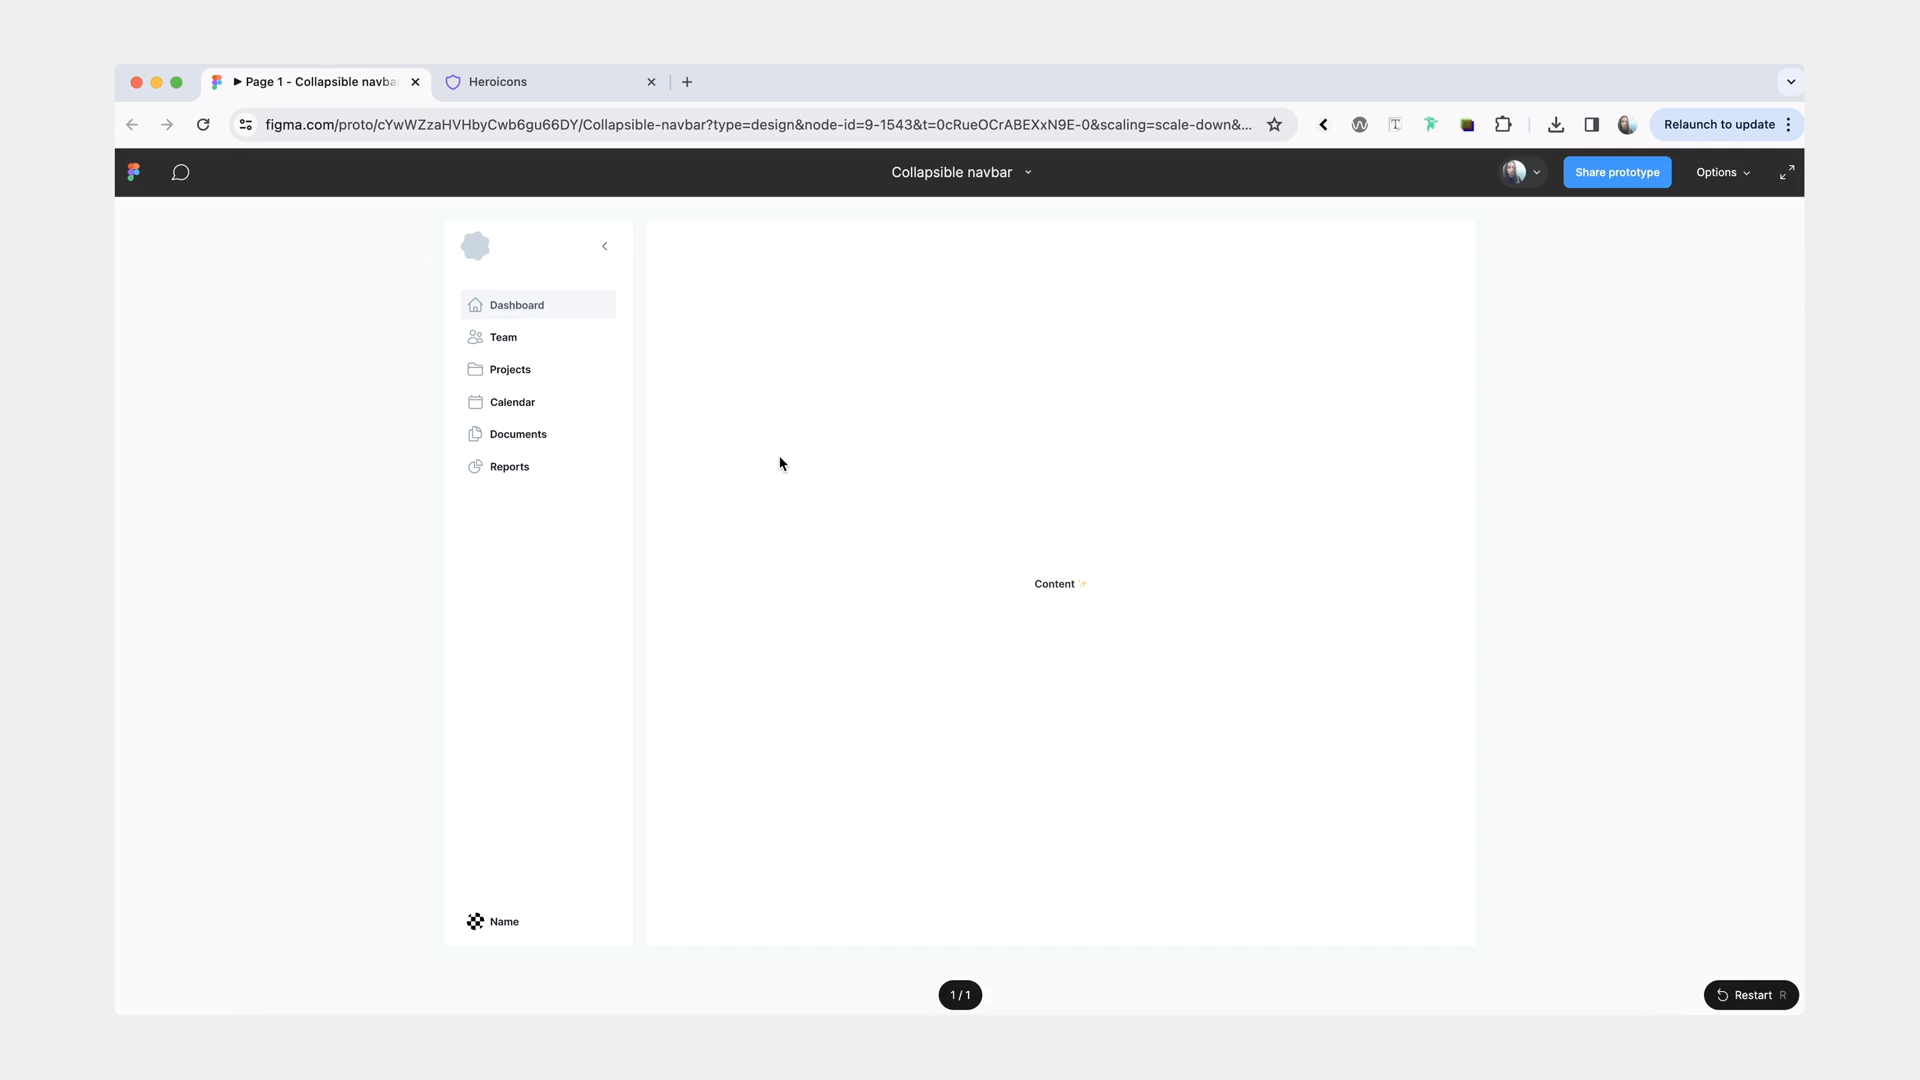 Page 1 - Collapsible navba
Heroicons
figma.com/proto/cYwWZzaHVHbyCwb6gu66DY/Collapsible-navbar?type=design&node-id=9-1543&t=0cRueOCrABEXxN9E-0&scaling=scale-down&...
Relaunch to update
Collapsible navbar
Share prototype
Options
Dashboard
Team
Projects
Calendar
Documents
Reports
Content ✨
Name
1 / 1
Restart R